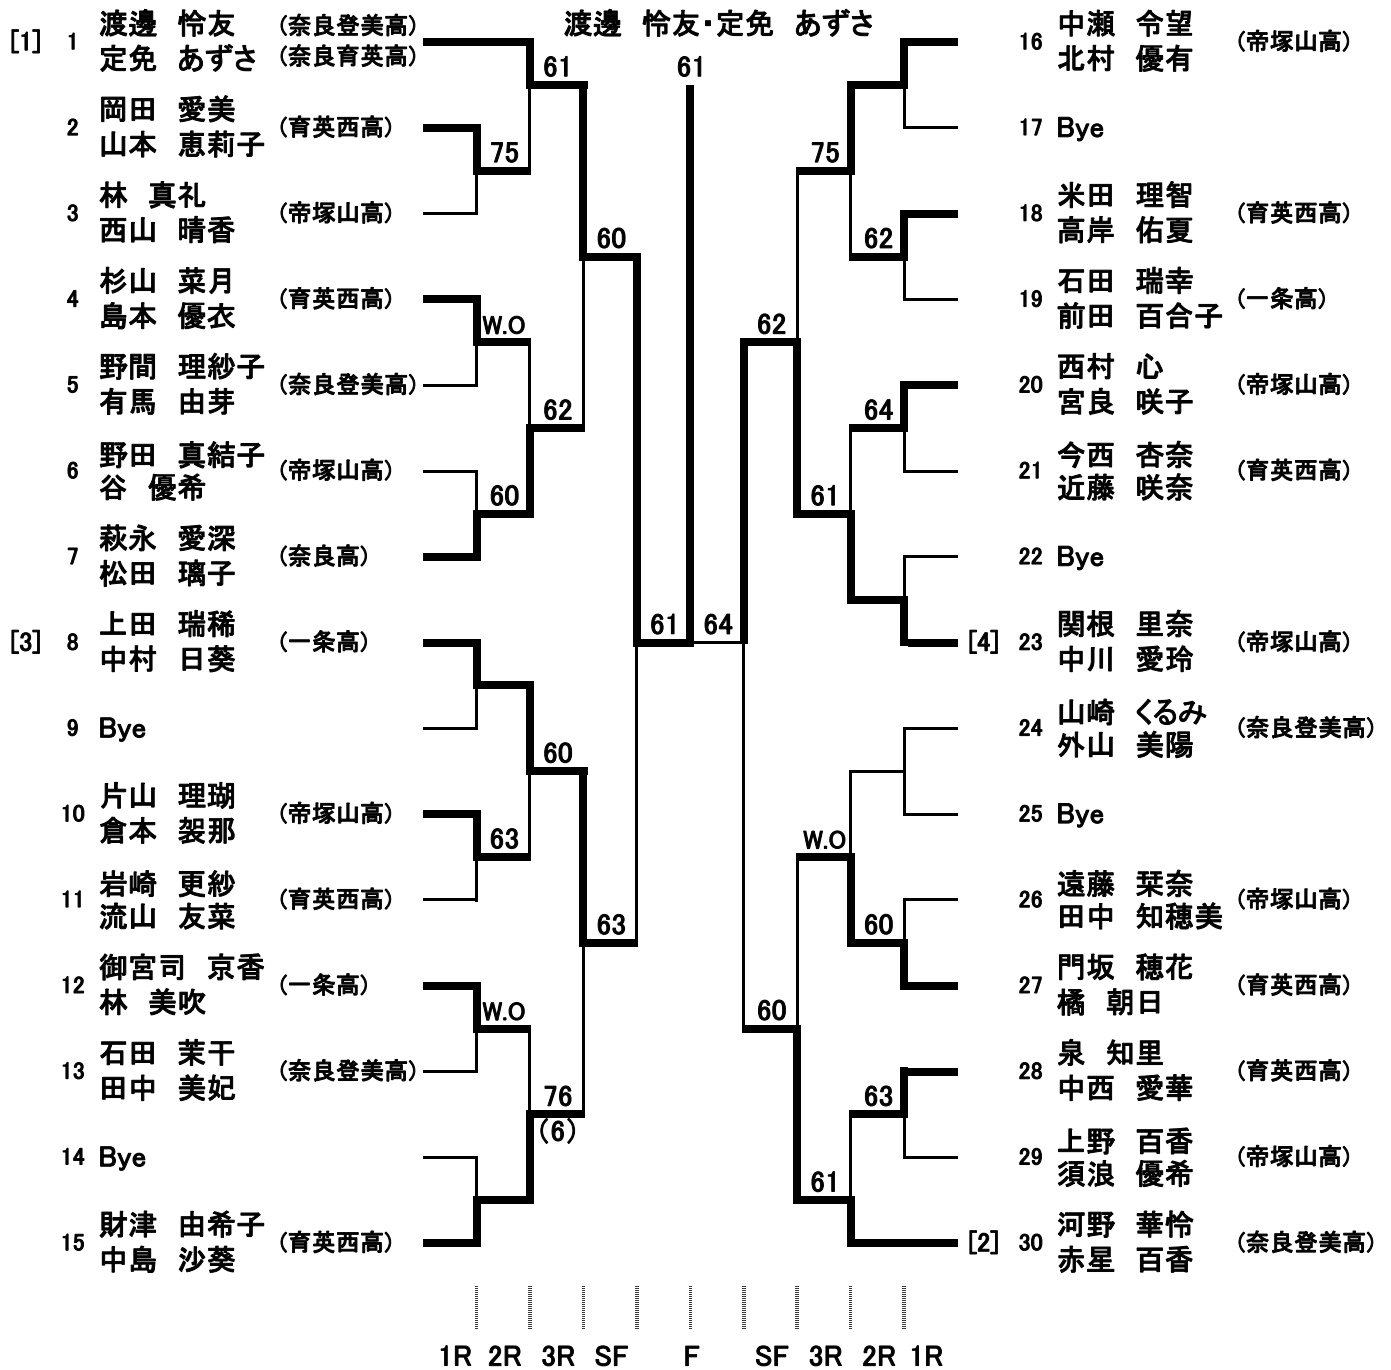 渡邊 怜友・定免 あずさ
61
[1] 1 渡邊 怜友 (奈良登美高)
定免 あずさ (奈良育英高)
61
2 岡田 愛美 (育英西高)
山本 恵莉子
75
3 林 真礼 (帝塚山高)
西山 晴香
60
4 杉山 菜月 (育英西高)
島本 優衣
W.O
5 野間 理紗子 (奈良登美高)
有馬 由芽
62
6 野田 真結子 (帝塚山高)
谷 優希
60
7 萩永 愛深 (奈良高)
松田 璃子
[3] 8 上田 瑞稀 (一条高)
中村 日葵
61 64
9 Bye
60
10 片山 理瑚 (帝塚山高)
倉本 袈那
63
11 岩崎 更紗 (育英西高)
流山 友菜
63
12 御宮司 京香 (一条高)
林 美吹
W.O
13 石田 茉干 (奈良登美高)
田中 美妃
76
(6)
14 Bye
15 財津 由希子 (育英西高)
中島 沙葵
16 中瀬 令望 (帝塚山高)
北村 優有
17 Bye
75
18 米田 理智 (育英西高)
高岸 佑夏
62
19 石田 瑞幸 (一条高)
前田 百合子
62
20 西村 心 (帝塚山高)
宮良 咲子
64
21 今西 杏奈 (育英西高)
近藤 咲奈
61
22 Bye
[4] 23 関根 里奈 (帝塚山高)
中川 愛玲
24 山崎 くるみ (奈良登美高)
外山 美陽
25 Bye
W.O
26 遠藤 栞奈 (帝塚山高)
田中 知穂美
60
27 門坂 穂花 (育英西高)
橘 朝日
60
28 泉 知里 (育英西高)
中西 愛華
63
29 上野 百香 (帝塚山高)
須浪 優希
61
[2] 30 河野 華怜 (奈良登美高)
赤星 百香
1R 2R 3R SF F SF 3R 2R 1R